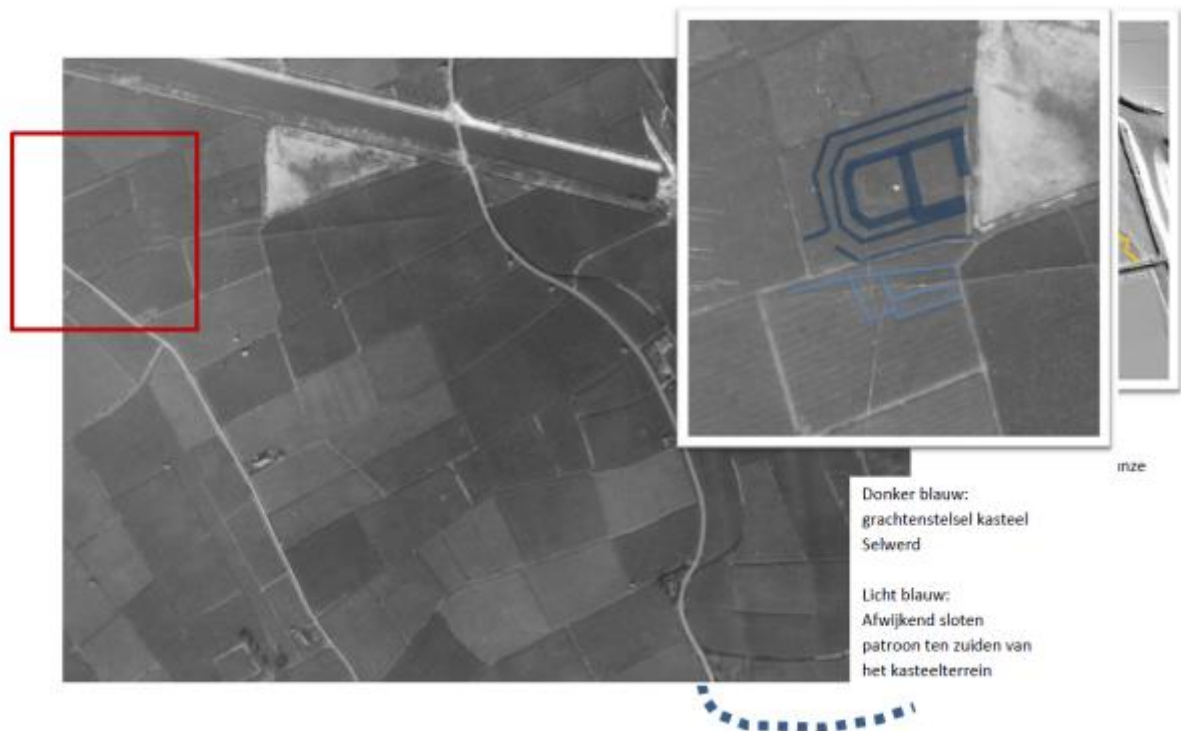 Donker blauw:
grachtenstelsel kasteel
Selwerd
Licht blauw:
Afwijkend sloten
patroon ten zuiden van
het kasteelterrein